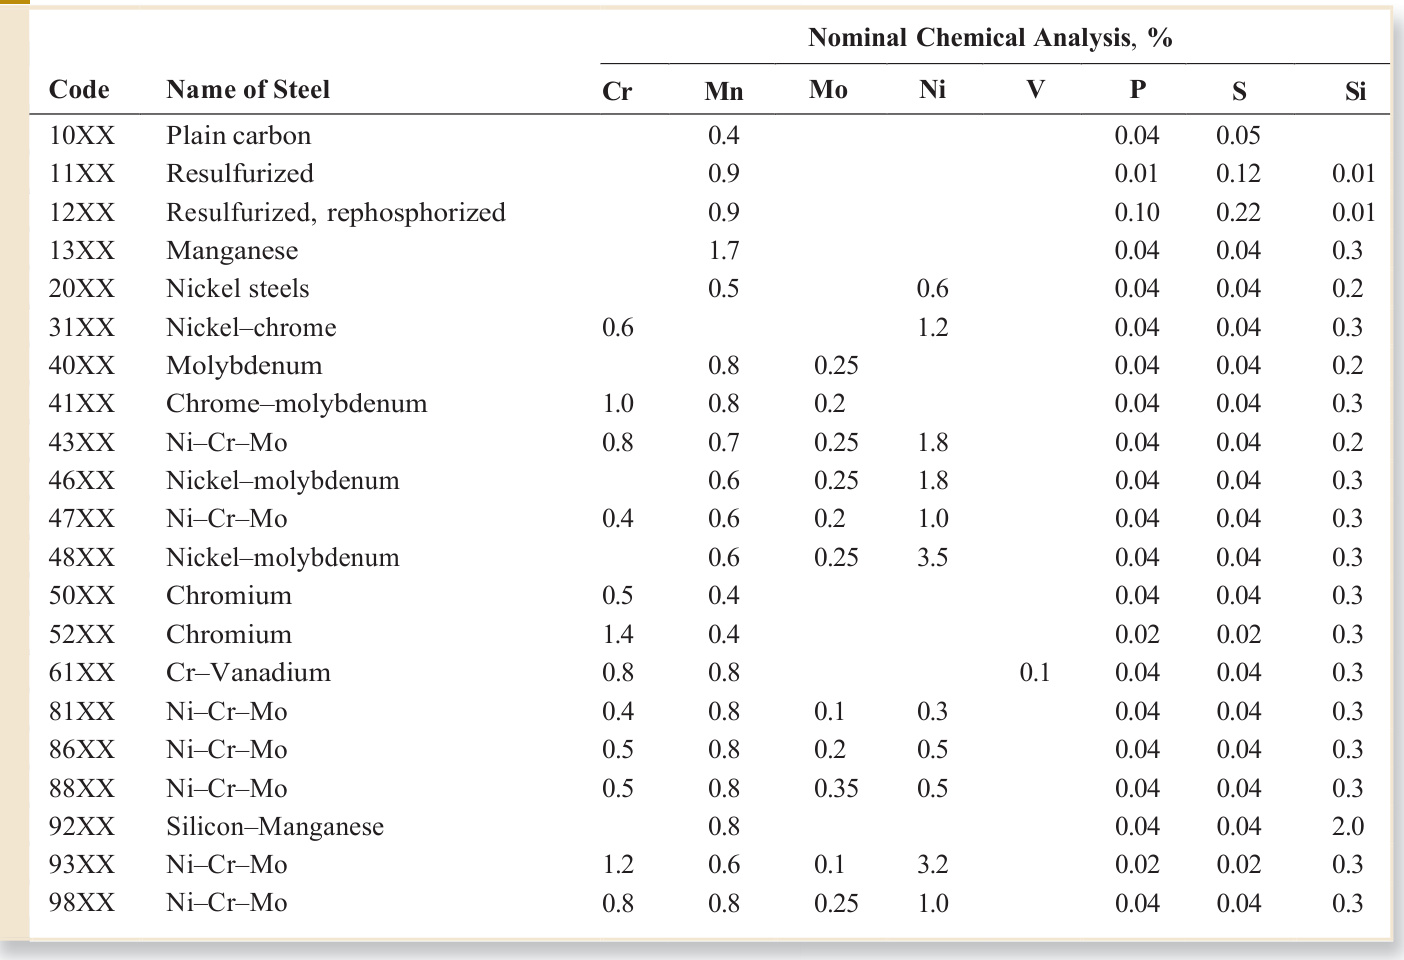 Nominal Chemical Analysis, %
Code Name of Steel Cr Mn Mo Ni V P S Si
10XX Plain carbon 0.4 0.04 0.05
11XX Resulfurized 0.9 0.01 0.12 0.01
12XX Resulfurized, rephosphorized 0.9 0.10 0.22 0.01
13XX Manganese 1.7 0.04 0.04 0.3
20XX Nickel steels 0.5 0.6 0.04 0.04 0.2
31XX Nickel–chrome 0.6 1.2 0.04 0.04 0.3
40XX Molybdenum 0.8 0.25 0.04 0.04 0.2
41XX Chrome–molybdenum 1.0 0.8 0.2 0.04 0.04 0.3
43XX Ni–Cr–Mo 0.8 0.7 0.25 1.8 0.04 0.04 0.2
46XX Nickel–molybdenum 0.6 0.25 1.8 0.04 0.04 0.3
47XX Ni–Cr–Mo 0.4 0.6 0.2 1.0 0.04 0.04 0.3
48XX Nickel–molybdenum 0.6 0.25 3.5 0.04 0.04 0.3
50XX Chromium 0.5 0.4 0.04 0.04 0.3
52XX Chromium 1.4 0.4 0.02 0.02 0.3
61XX Cr–Vanadium 0.8 0.8 0.1 0.04 0.04 0.3
81XX Ni–Cr–Mo 0.4 0.8 0.1 0.3 0.04 0.04 0.3
86XX Ni–Cr–Mo 0.5 0.8 0.2 0.5 0.04 0.04 0.3
88XX Ni–Cr–Mo 0.5 0.8 0.35 0.5 0.04 0.04 0.3
92XX Silicon–Manganese 0.8 0.04 0.04 2.0
93XX Ni–Cr–Mo 1.2 0.6 0.1 3.2 0.02 0.02 0.3
98XX Ni–Cr–Mo 0.8 0.8 0.25 1.0 0.04 0.04 0.3